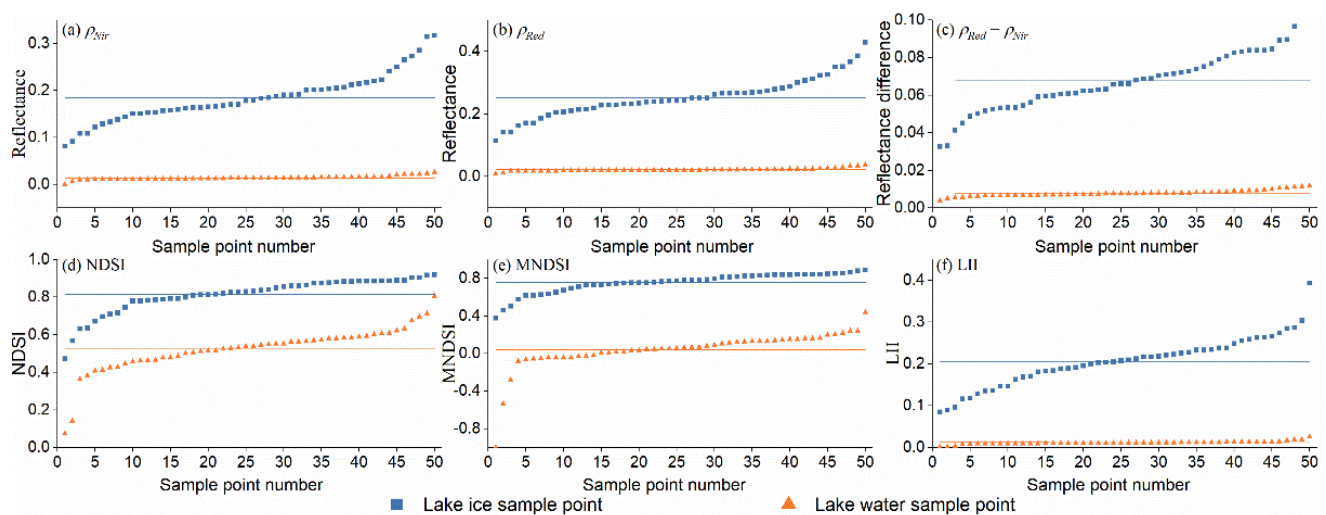 (a) ρNir
(b) ρRed
(c) ρRed − ρNir
Reflectance
0.3
0.2
0.1
0.0
0 5 10 15 20 25 30 35 40 45 50
Sample point number
Reflectance
0.4
0.2
0.0
0 5 10 15 20 25 30 35 40 45 50
Sample point number
Reflectance difference
0.10
0.08
0.06
0.04
0.02
0.00
0 5 10 15 20 25 30 35 40 45 50
Sample point number
(d) NDSI
(e) MNDSI
(f) LII
NDSI
1.0
0.8
0.6
0.4
0.2
0.0
0 5 10 15 20 25 30 35 40 45 50
Sample point number
MNDSI
0.8
0.4
0.0
-0.4
-0.8
0 5 10 15 20 25 30 35 40 45 50
Sample point number
LII
0.4
0.3
0.2
0.1
0.0
0 5 10 15 20 25 30 35 40 45 50
Sample point number
Lake ice sample point
Lake water sample point